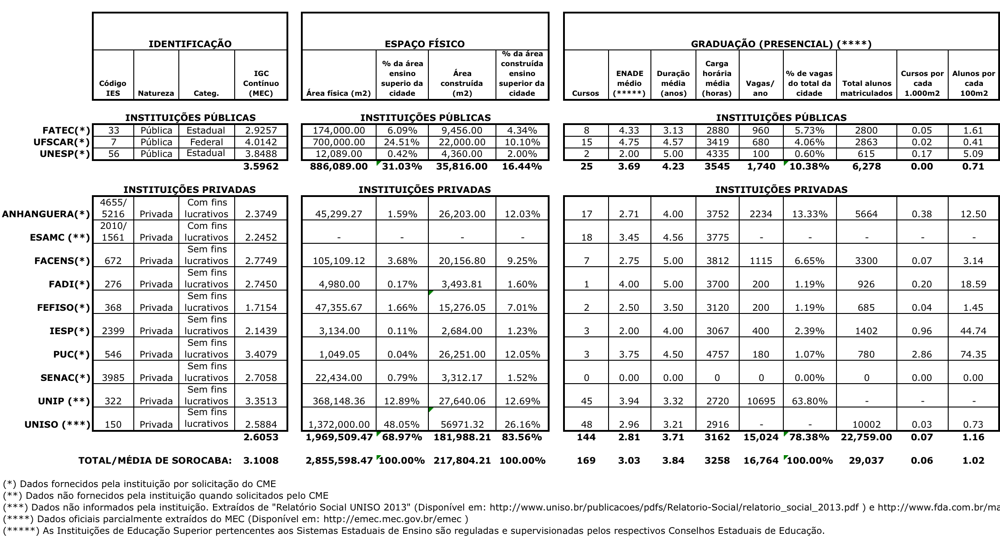 IDENTIFICAÇÃO ESPAÇO FÍSICO GRADUAÇÃO (PRESENCIAL) (****)
Código IES Natureza Categ. IGC Contínuo (MEC) Área física (m2) % da área ensino superio da cidade Área construída (m2) % da área construída ensino superior da cidade Cursos ENADE médio (*****) Duração média (anos) Carga horária média (horas) Vagas/ ano % de vagas do total da cidade Total alunos matriculados Cursos por cada 1.000m2 Alunos por cada 100m2
INSTITUIÇÕES PÚBLICAS INSTITUIÇÕES PÚBLICAS INSTITUIÇÕES PÚBLICAS
FATEC(*) 33 Pública Estadual 2.9257 174,000.00 6.09% 9,456.00 4.34% 8 4.33 3.13 2880 960 5.73% 2800 0.05 1.61
UFSCAR(*) 7 Pública Federal 4.0142 700,000.00 24.51% 22,000.00 10.10% 15 4.75 4.57 3419 680 4.06% 2863 0.02 0.41
UNESP(*) 56 Pública Estadual 3.8488 12,089.00 0.42% 4,360.00 2.00% 2 2.00 5.00 4335 100 0.60% 615 0.17 5.09
3.5962 886,089.00 31.03% 35,816.00 16.44% 25 3.69 4.23 3545 1,740 10.38% 6,278 0.00 0.71
INSTITUIÇÕES PRIVADAS INSTITUIÇÕES PRIVADAS INSTITUIÇÕES PRIVADAS
ANHANGUERA(*) 4655/ 5216 Privada Com fins lucrativos 2.3749 45,299.27 1.59% 26,203.00 12.03% 17 2.71 4.00 3752 2234 13.33% 5664 0.38 12.50
ESAMC (**) 2010/ 1561 Privada Com fins lucrativos 2.2452 - - - - 18 3.45 4.56 3775 - - - - -
FACENS(*) 672 Privada Sem fins lucrativos 2.7749 105,109.12 3.68% 20,156.80 9.25% 7 2.75 5.00 3812 1115 6.65% 3300 0.07 3.14
FADI(*) 276 Privada Sem fins lucrativos 2.7450 4,980.00 0.17% 3,493.81 1.60% 1 4.00 5.00 3700 200 1.19% 926 0.20 18.59
FEFISO(*) 368 Privada Sem fins lucrativos 1.7154 47,355.67 1.66% 15,276.05 7.01% 2 2.50 3.50 3120 200 1.19% 685 0.04 1.45
IESP(*) 2399 Privada Sem fins lucrativos 2.1439 3,134.00 0.11% 2,684.00 1.23% 3 2.00 4.00 3067 400 2.39% 1402 0.96 44.74
PUC(*) 546 Privada Sem fins lucrativos 3.4079 1,049.05 0.04% 26,251.00 12.05% 3 3.75 4.50 4757 180 1.07% 780 2.86 74.35
SENAC(*) 3985 Privada Sem fins lucrativos 2.7058 22,434.00 0.79% 3,312.17 1.52% 0 0.00 0.00 0 0 0.00% 0 0.00 0.00
UNIP (**) 322 Privada Sem fins lucrativos 3.3513 368,148.36 12.89% 27,640.06 12.69% 45 3.94 3.32 2720 10695 63.80% - - -
UNISO (***) 150 Privada Sem fins lucrativos 2.5884 1,372,000.00 48.05% 56971.32 26.16% 48 2.96 3.21 2916 - - 10002 0.03 0.73
2.6053 1,969,509.47 68.97% 181,988.21 83.56% 144 2.81 3.71 3162 15,024 78.38% 22,759.00 0.07 1.16
TOTAL/MÉDIA DE SOROCABA: 3.1008 2,855,598.47 100.00% 217,804.21 100.00% 169 3.03 3.84 3258 16,764 100.00% 29,037 0.06 1.02
(*) Dados fornecidos pela instituição por solicitação do CME
(**) Dados não fornecidos pela instituição quando solicitados pelo CME
(***) Dados não informados pela instituição. Extraídos de "Relatório Social UNISO 2013" (Disponível em: http://www.uniso.br/publicacoes/pdfs/Relatorio-Social/relatorio_social_2013.pdf ) e http://www.fda.com.br/ma
(****) Dados oficiais parcialmente extraídos do MEC (Disponível em: http://emec.mec.gov.br/emec )
(*****) As Instituições de Educação Superior pertencentes aos Sistemas Estaduais de Ensino são reguladas e supervisionadas pelos respectivos Conselhos Estaduais de Educação.